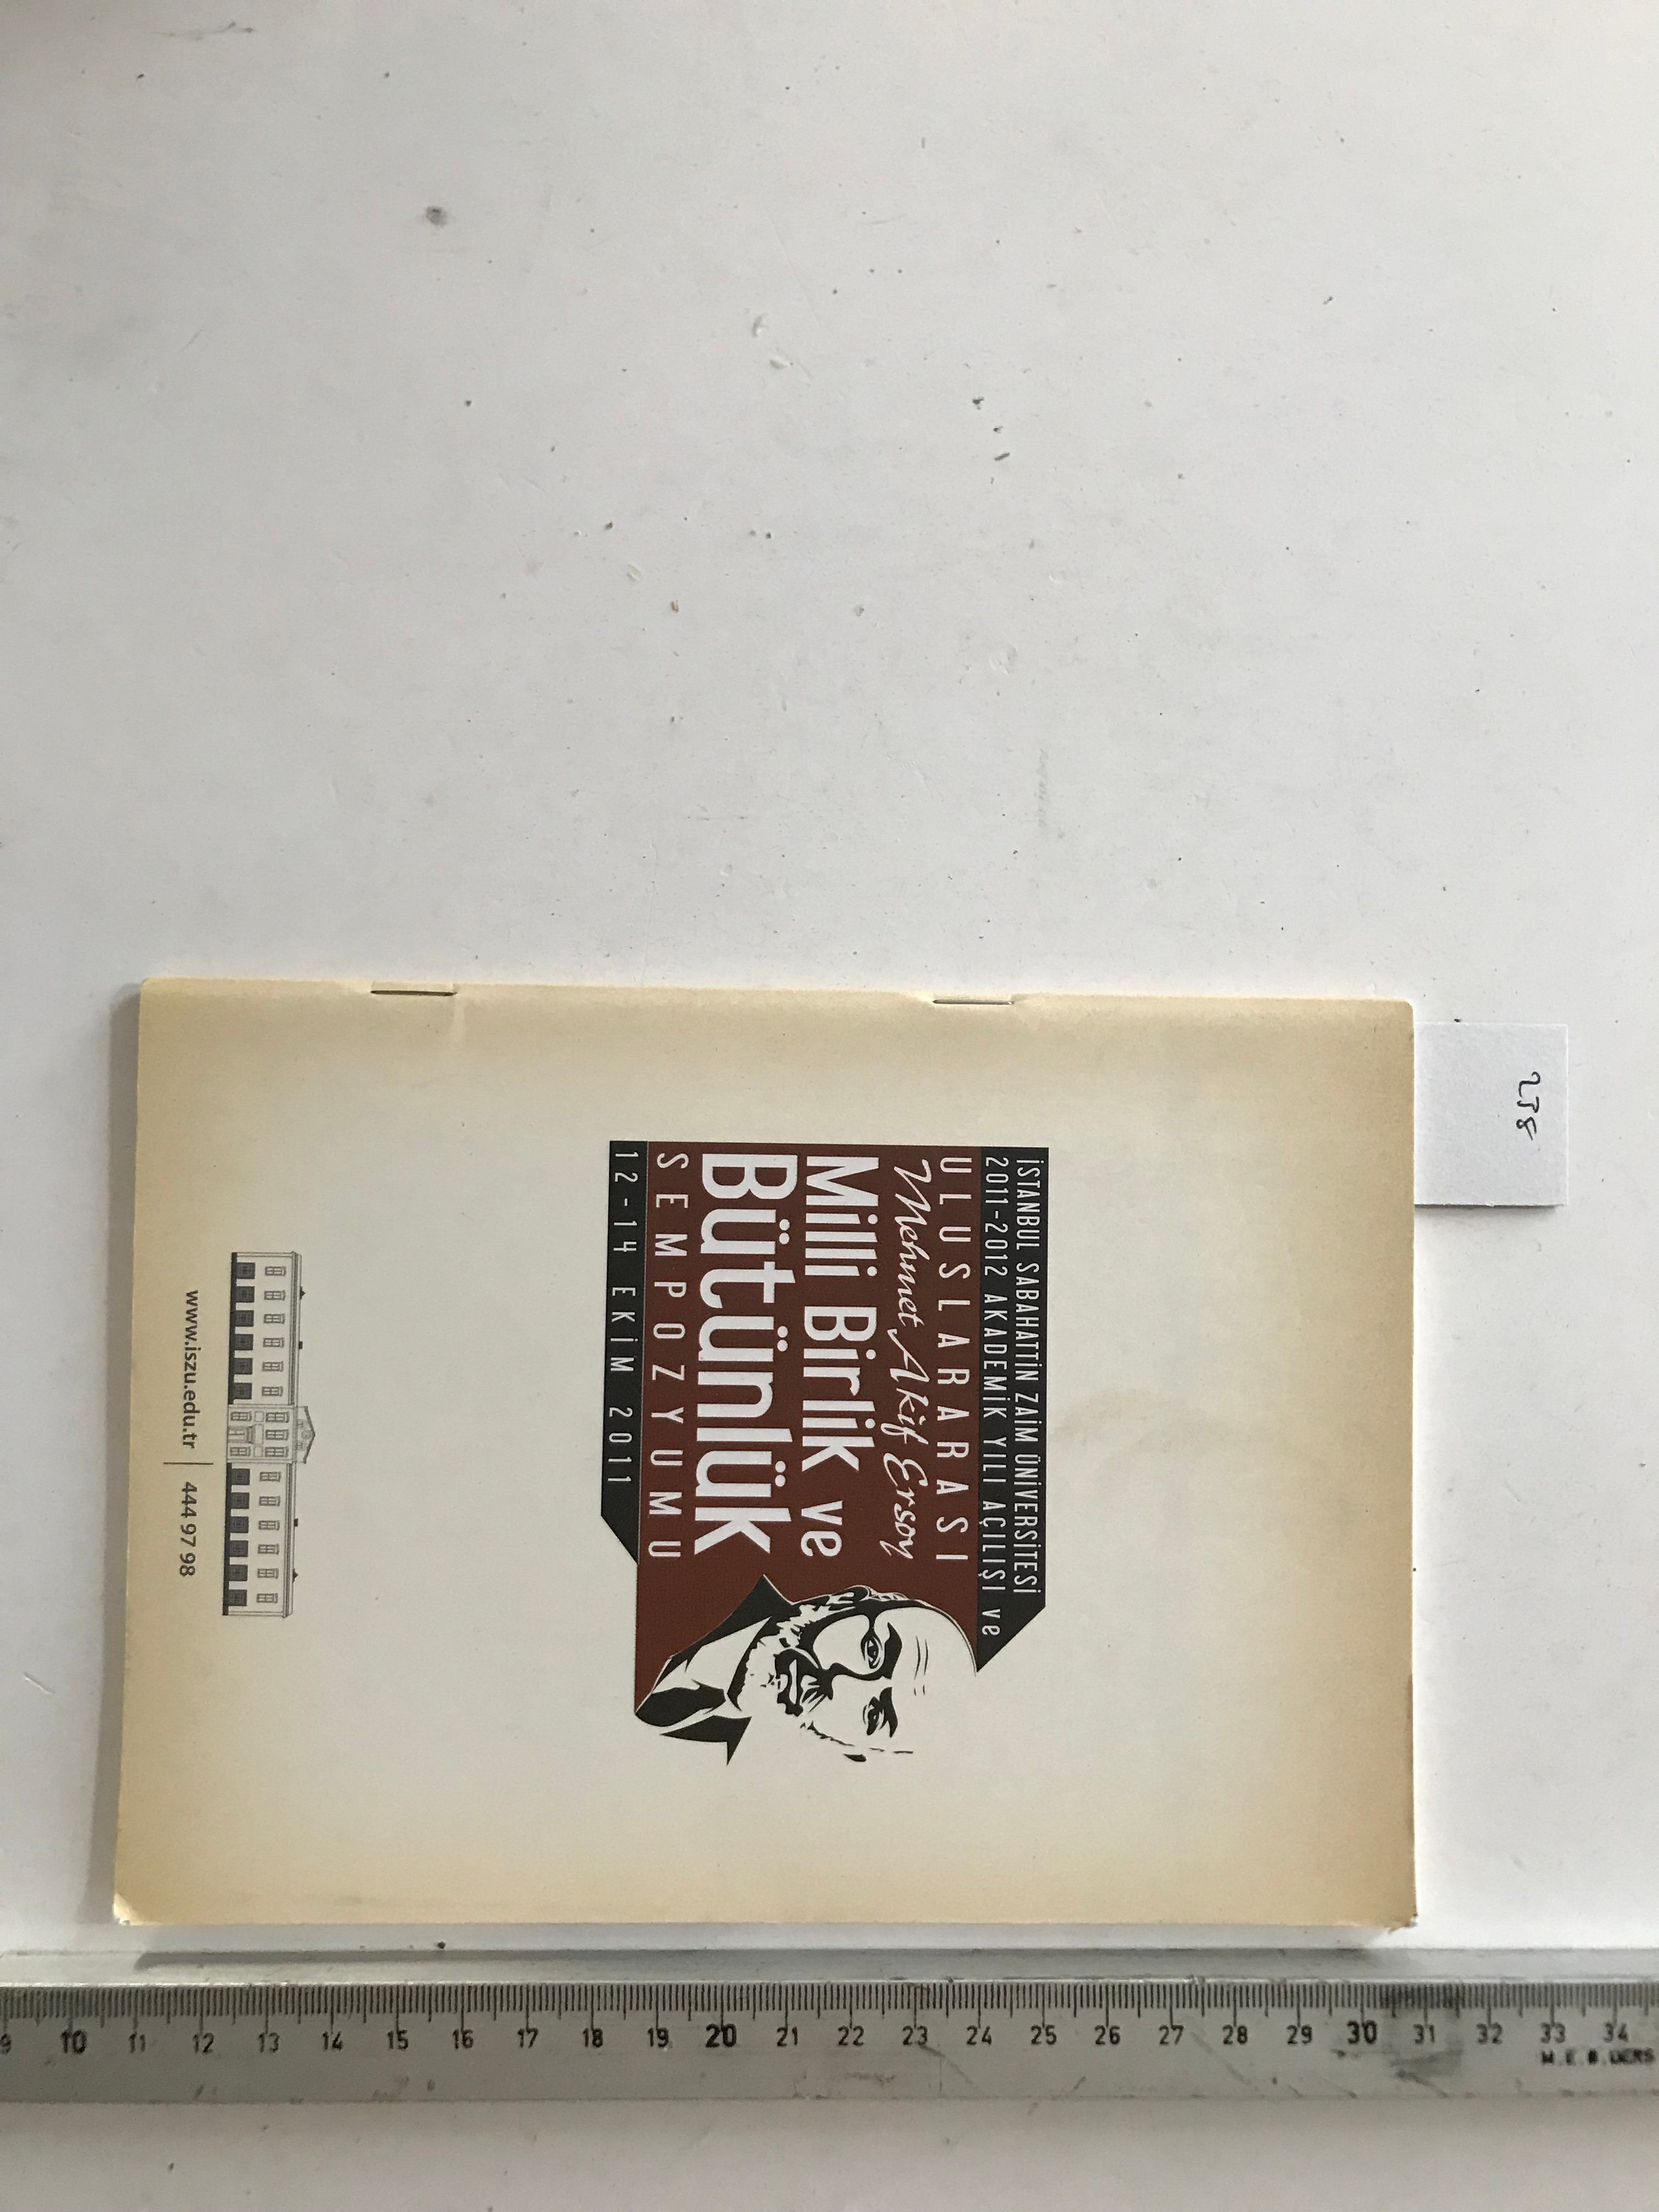 238
İSTANBUL SABAHATTİN ZAİM ÜNİVERSİTESİ
2011-2012 AKADEMİK YILI AÇILIŞI ve
ULUSLARARASI
Mehmet Akif Ersoy
Milli Birlik ve
Bütünlük
SEMPOZYUMU
12-14 EKİM 2011
www.iszu.edu.tr | 444 97 98
9 10 11 12 13 14 15 16 17 18 19 20 21 22 23 24 25 26 27 28 29 30 31 32 33 34